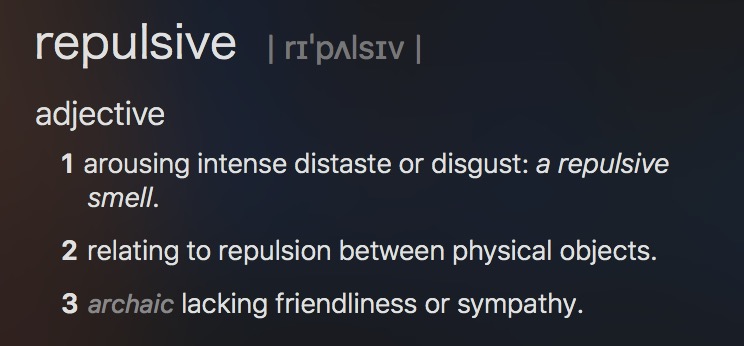 repulsive | rɪˈpʌlsɪv |
adjective
1 arousing intense distaste or disgust: a repulsive
smell.
2 relating to repulsion between physical objects.
3 archaic lacking friendliness or sympathy.